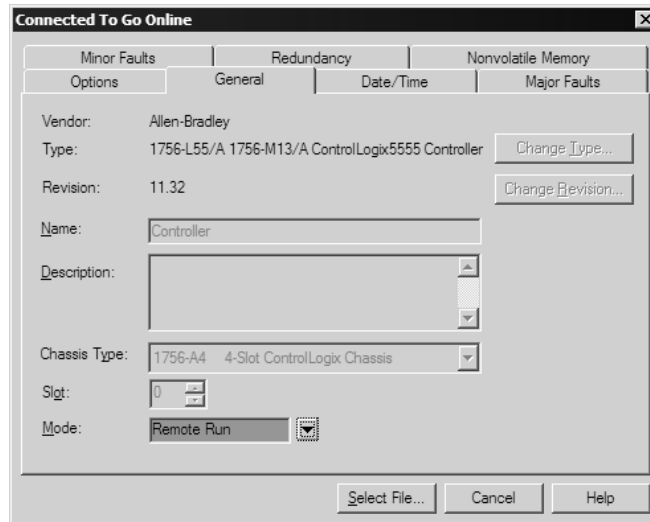 Connected To Go Online
Minor Faults Redundancy Nonvolatile Memory
Options General Date/Time Major Faults
Vendor: Allen-Bradley
Type: 1756-L55/A 1756-M13/A ControlLogix5555 Controller Change Type...
Revision: 11.32 Change Revision...
Name: Controller
Description:
Chassis Type: 1756-A4 4-Slot ControlLogix Chassis
Slot: 0
Mode: Remote Run
Select File... Cancel Help